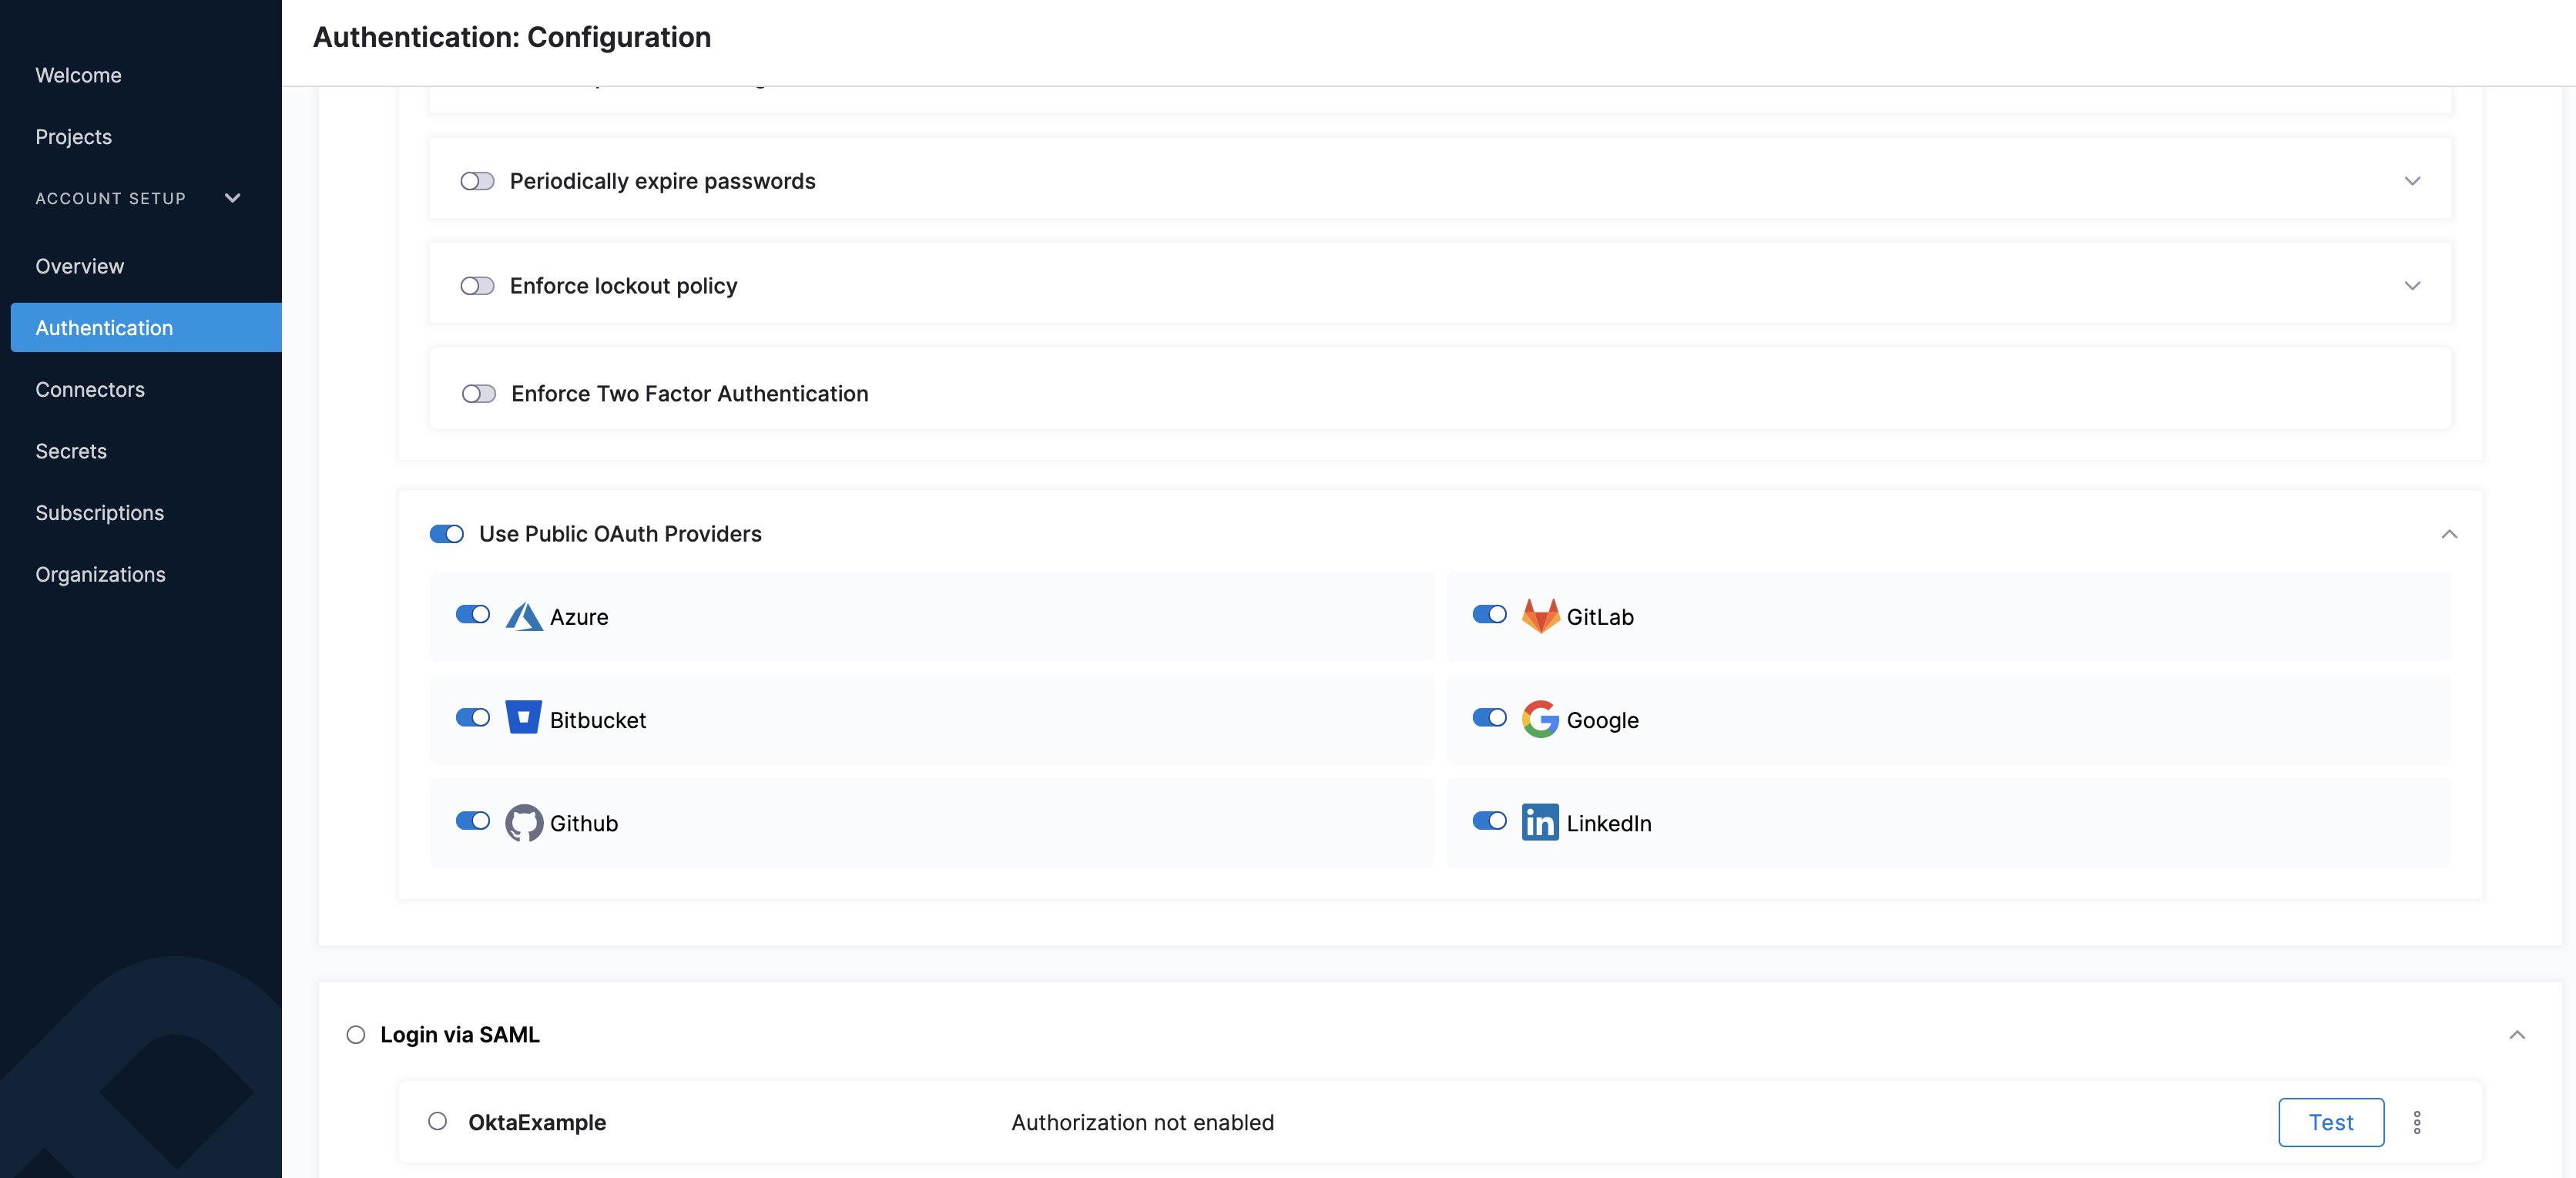 Authentication: Configuration
Welcome
Projects
ACCOUNT SETUP
Overview
Authentication
Connectors
Secrets
Subscriptions
Organizations
Periodically expire passwords
Enforce lockout policy
Enforce Two Factor Authentication
Use Public OAuth Providers
Azure
GitLab
Bitbucket
Google
Github
LinkedIn
Login via SAML
OktaExample
Authorization not enabled
Test